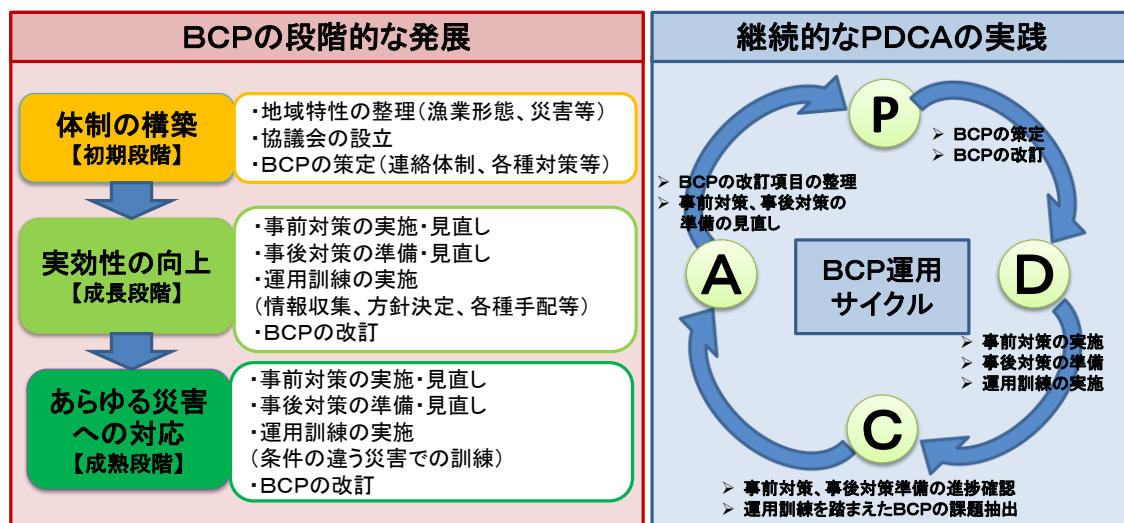 BCPの段階的な発展
体制の構築
【初期段階】
・地域特性の整理(漁業形態、災害等)
・協議会の設立
・BCPの策定(連絡体制、各種対策等)
実効性の向上
【成長段階】
・事前対策の実施・見直し
・事後対策の準備・見直し
・運用訓練の実施
(情報収集、方針決定、各種手配等)
・BCPの改訂
あらゆる災害
への対応
【成熟段階】
・事前対策の実施・見直し
・事後対策の準備・見直し
・運用訓練の実施
(条件の違う災害での訓練)
・BCPの改訂
継続的なPDCAの実践
P
➢ BCPの策定
➢ BCPの改訂
➢ BCPの改訂項目の整理
➢ 事前対策、事後対策の
準備の見直し
A
BCP運用
サイクル
D
➢ 事前対策の実施
➢ 事後対策の準備
➢ 運用訓練の実施
C
➢ 事前対策、事後対策準備の進捗確認
➢ 運用訓練を踏まえたBCPの課題抽出